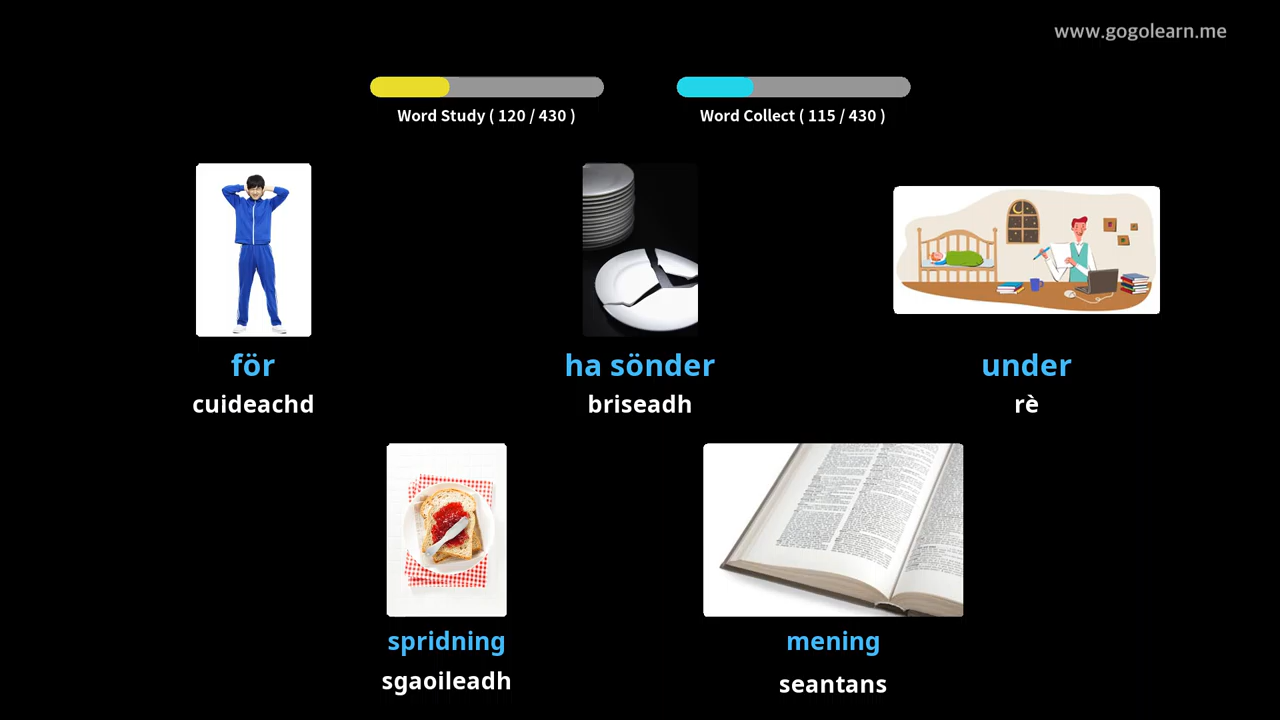 www.gogolearn.me
Word Study ( 120 / 430 )
Word Collect ( 115 / 430 )
för
cuideachd
ha sönder
briseadh
under
rè
spridning
sgaoileadh
mening
seantans